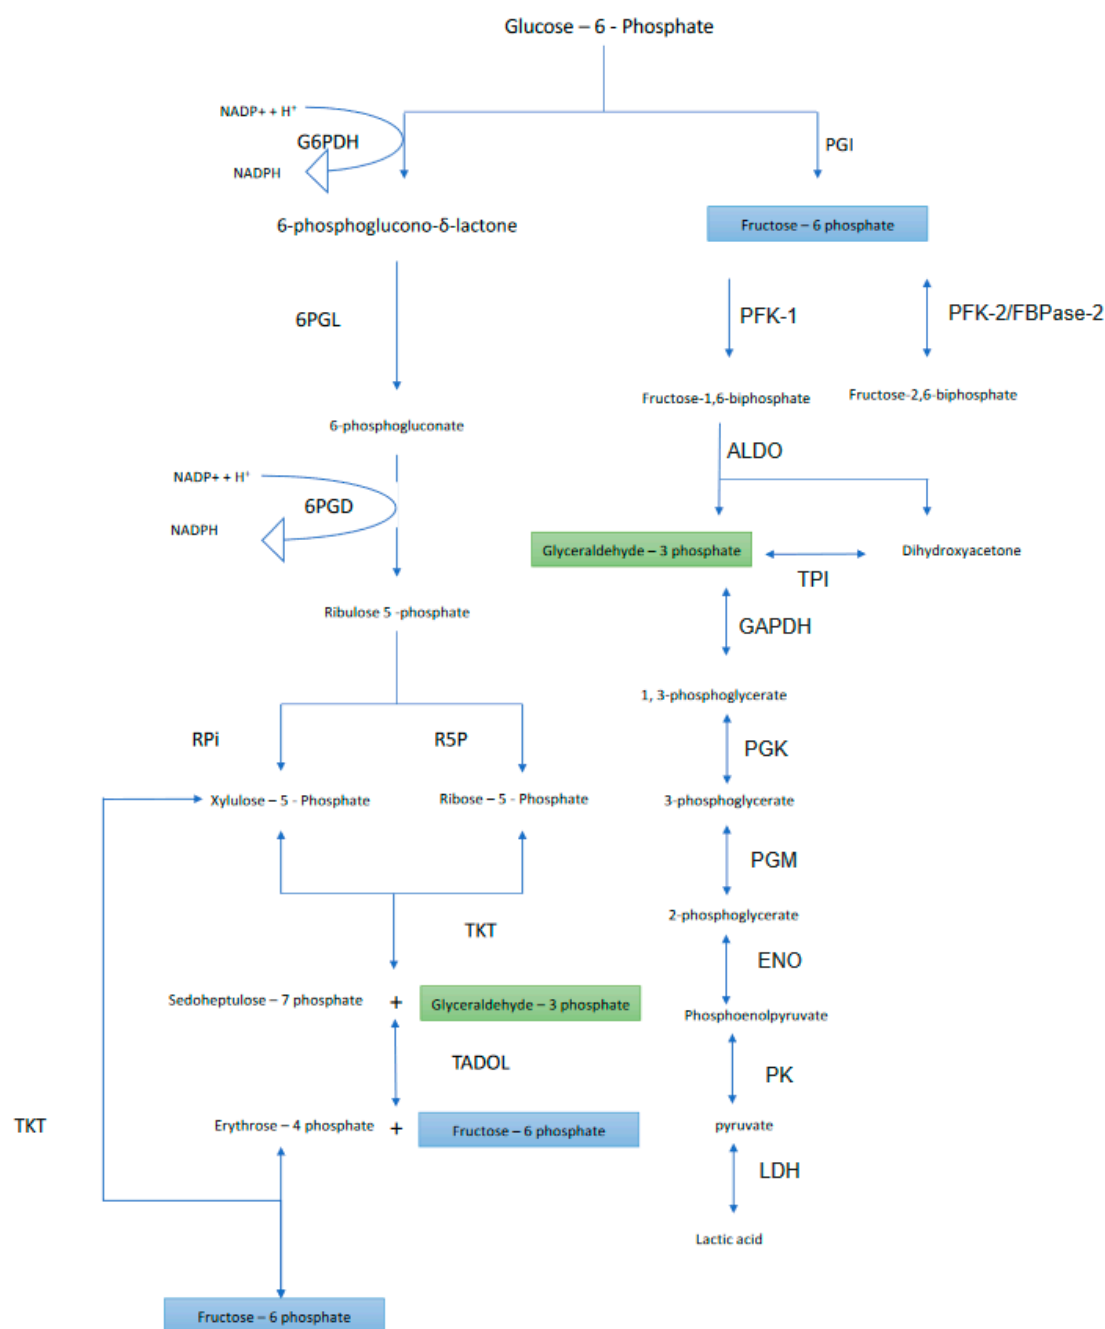 Glucose – 6 - Phosphate
NADP+ + H⁺
G6PDH
NADPH
PGI
6-phosphoglucono-δ-lactone
Fructose – 6 phosphate
6PGL
PFK-1
PFK-2/FBPase-2
Fructose-1,6-biphosphate
Fructose-2,6-biphosphate
6-phosphogluconate
ALDO
NADP+ + H⁺
6PGD
NADPH
Glyceraldehyde – 3 phosphate
Dihydroxyacetone
TPI
Ribulose 5 -phosphate
GAPDH
1, 3-phosphoglycerate
RPi
R5P
PGK
Xylulose – 5 - Phosphate
Ribose – 5 - Phosphate
3-phosphoglycerate
PGM
2-phosphoglycerate
TKT
ENO
Sedoheptulose – 7 phosphate + Glyceraldehyde – 3 phosphate
Phosphoenolpyruvate
TADOL
PK
TKT
Erythrose – 4 phosphate + Fructose – 6 phosphate
pyruvate
LDH
Lactic acid
Fructose – 6 phosphate